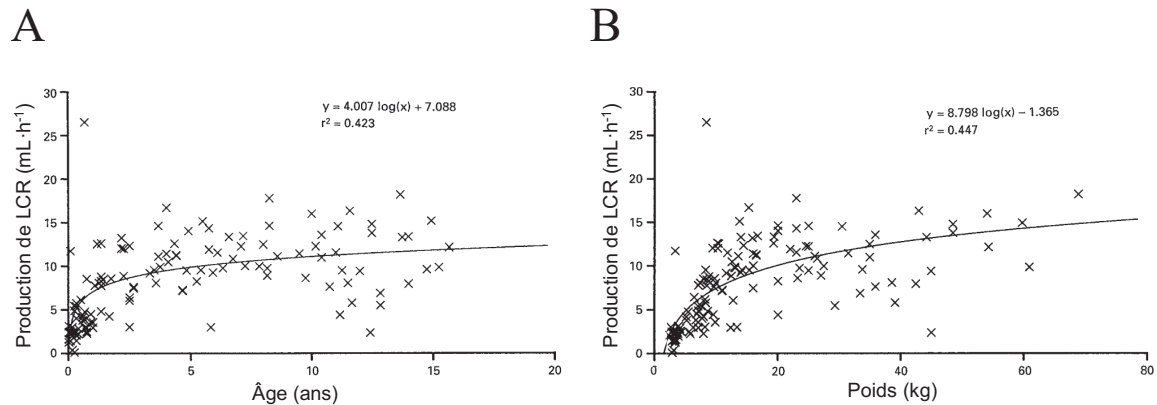 A
Production de LCR (mL·h⁻¹)
30
25
20
15
10
5
0
y = 4.007 log(x) + 7.088
r² = 0.423
0 5 10 15 20
Âge (ans)
B
Production de LCR (mL·h⁻¹)
30
25
20
15
10
5
0
y = 8.798 log(x) – 1.365
r² = 0.447
0 20 40 60 80
Poids (kg)